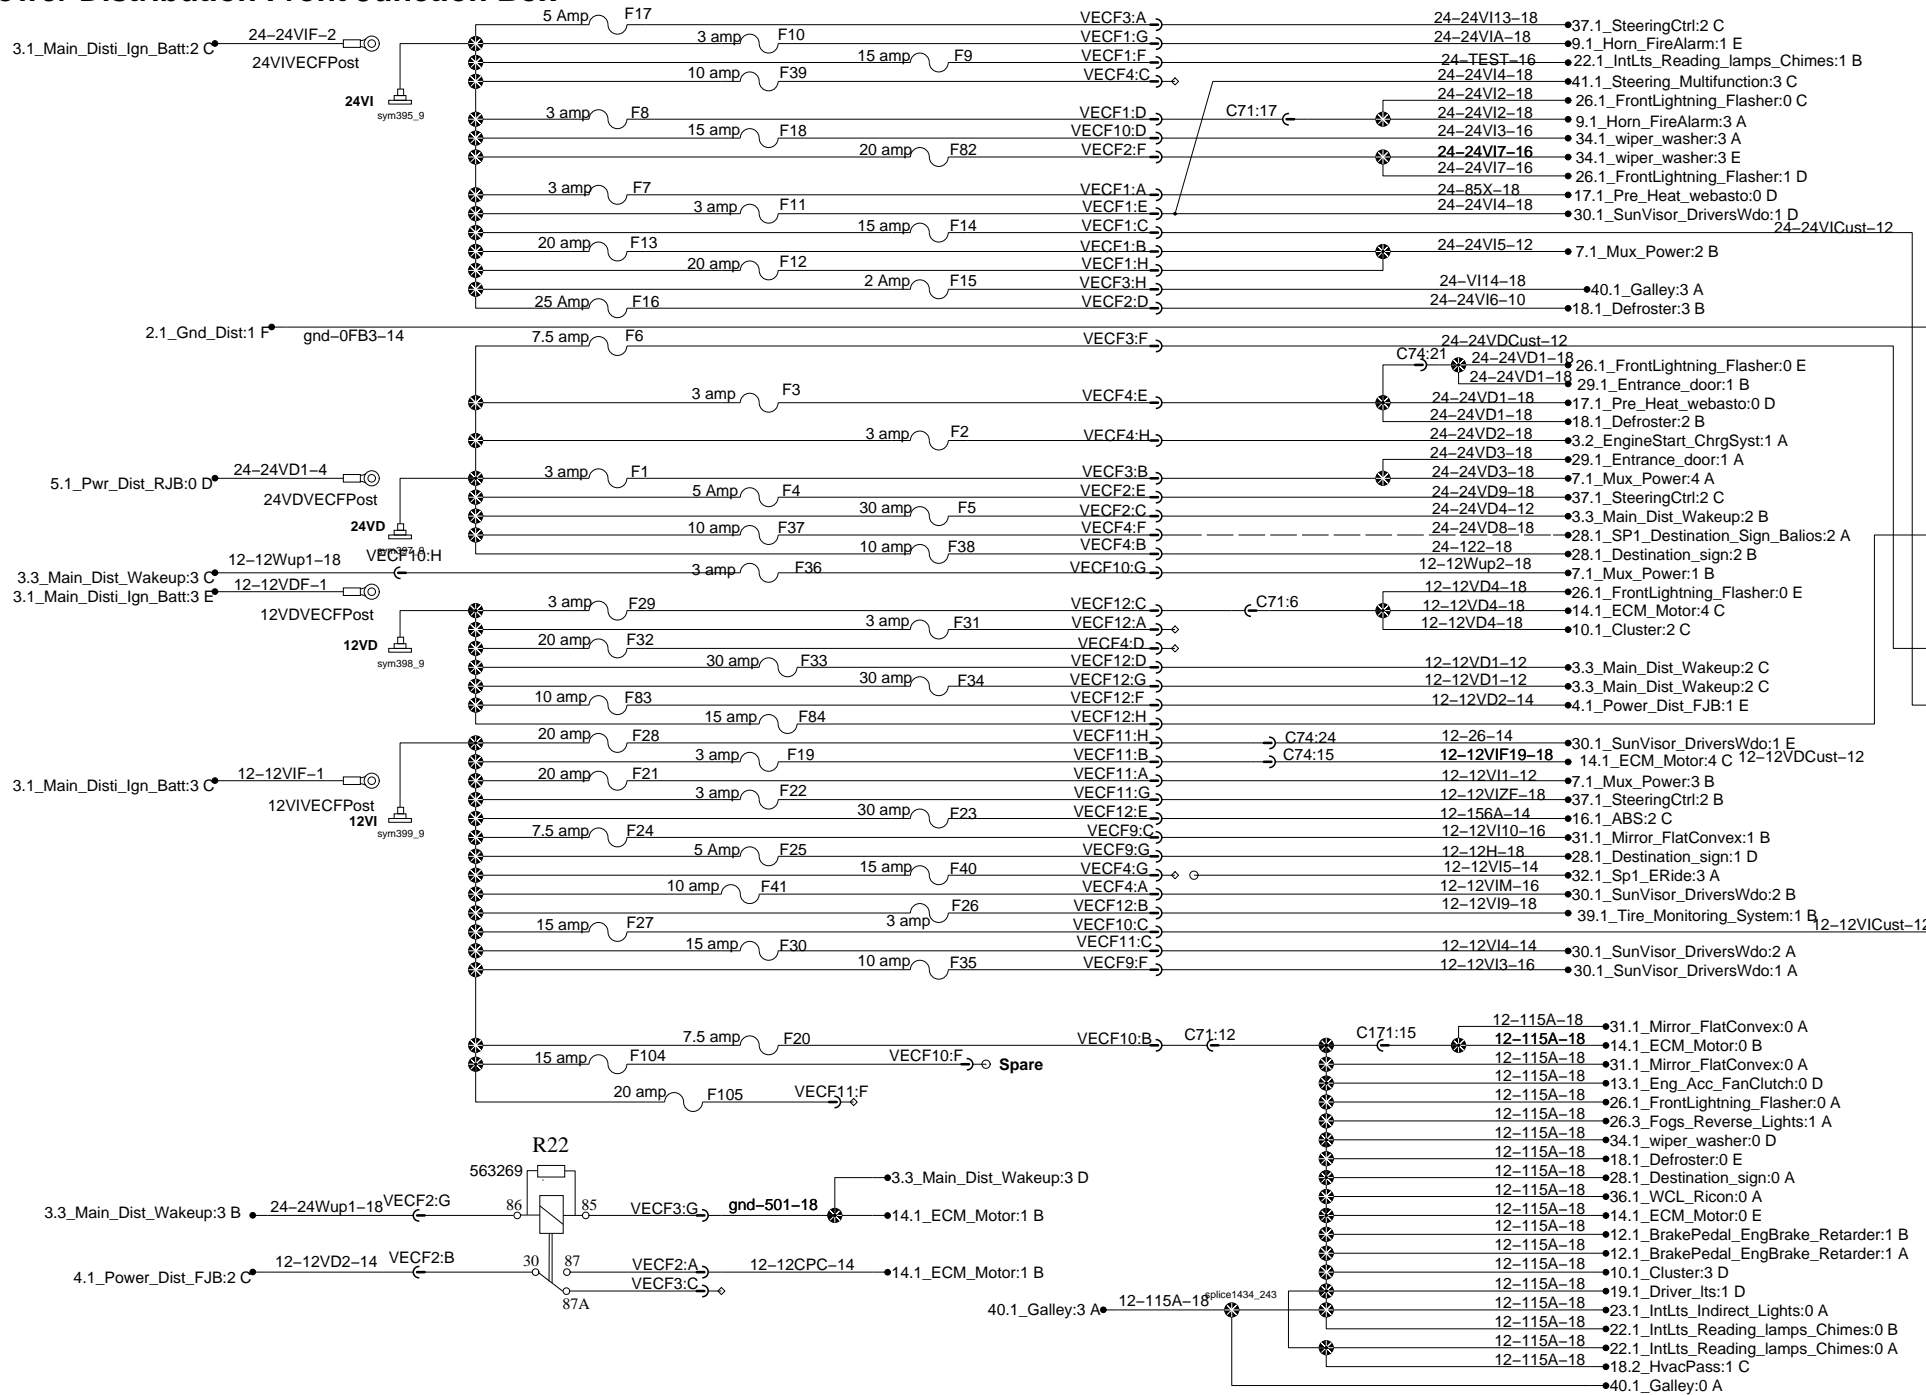 5 Amp F17 VECF3:A 24−24VI13−18 37.1_SteeringCtrl:2 C
3.1_Main_Disti_Ign_Batt:2 C 24−24VIF−2 3 amp F10 VECF1:G 24−24VIA−18 9.1_Horn_FireAlarm:1 E
24VIVECFPost 15 amp F9 VECF1:F 24−TEST−16 22.1_IntLts_Reading_lamps_Chimes:1 B
10 amp F39 VECF4:C 24−24VI4−18 41.1_Steering_Multifunction:3 C
24VI
sym395_9
24−24VI2−18 26.1_FrontLightning_Flasher:0 C
3 amp F8 VECF1:D C71:17 24−24VI2−18 9.1_Horn_FireAlarm:3 A
15 amp F18 VECF10:D 24−24VI3−16 34.1_wiper_washer:3 A
20 amp F82 VECF2:F 24−24VI7−16 34.1_wiper_washer:3 E
24−24VI7−16 26.1_FrontLightning_Flasher:1 D
3 amp F7 VECF1:A 24−85X−18 17.1_Pre_Heat_webasto:0 D
3 amp F11 VECF1:E 24−24VI4−18 30.1_SunVisor_DriversWdo:1 D
15 amp F14 VECF1:C 24−24VICust−12
20 amp F13 VECF1:B 24−24VI5−12 7.1_Mux_Power:2 B
20 amp F12 VECF1:H
2 Amp F15 VECF3:H 24−VI14−18 40.1_Galley:3 A
25 Amp F16 VECF2:D 24−24VI6−10 18.1_Defroster:3 B
2.1_Gnd_Dist:1 F gnd−0FB3−14
7.5 amp F6 VECF3:F 24−24VDCust−12
C74:21 24−24VD1−18 26.1_FrontLightning_Flasher:0 E
24−24VD1−18 29.1_Entrance_door:1 B
3 amp F3 VECF4:E 24−24VD1−18 17.1_Pre_Heat_webasto:0 D
24−24VD1−18 18.1_Defroster:2 B
3 amp F2 VECF4:H 24−24VD2−18 3.2_EngineStart_ChrgSyst:1 A
24−24VD3−18 29.1_Entrance_door:1 A
5.1_Pwr_Dist_RJB:0 D 24−24VD1−4 3 amp F1 VECF3:B 24−24VD3−18 7.1_Mux_Power:4 A
24VDVECFPost 5 Amp F4 VECF2:E 24−24VD9−18 37.1_SteeringCtrl:2 C
30 amp F5 VECF2:C 24−24VD4−12 3.3_Main_Dist_Wakeup:2 B
24VD 10 amp F37 VECF4:F 24−24VD8−18 28.1_SP1_Destination_Sign_Balios:2 A
10 amp F38 VECF4:B 24−122−18 28.1_Destination_sign:2 B
3.3_Main_Dist_Wakeup:3 C 12−12Wup1−18 VECF10:H 3 amp F36 VECF10:G 12−12Wup2−18 7.1_Mux_Power:1 B
3.1_Main_Disti_Ign_Batt:3 E 12−12VDF−1 12−12VD4−18 26.1_FrontLightning_Flasher:0 E
12VDVECFPost 3 amp F29 VECF12:C C71:6 12−12VD4−18 14.1_ECM_Motor:4 C
3 amp F31 VECF12:A 12−12VD4−18 10.1_Cluster:2 C
12VD 20 amp F32 VECF4:D
sym398_9
30 amp F33 VECF12:D 12−12VD1−12 3.3_Main_Dist_Wakeup:2 C
30 amp F34 VECF12:G 12−12VD1−12 3.3_Main_Dist_Wakeup:2 C
10 amp F83 VECF12:F 12−12VD2−14 4.1_Power_Dist_FJB:1 E
15 amp F84 VECF12:H
20 amp F28 VECF11:H C74:24 12−26−14 30.1_SunVisor_DriversWdo:1 E
3 amp F19 VECF11:B C74:15 12−12VIF19−18 14.1_ECM_Motor:4 C 12−12VDCust−12
3.1_Main_Disti_Ign_Batt:3 C 12−12VIF−1 20 amp F21 VECF11:A 12−12VI1−12 7.1_Mux_Power:3 B
12VIVECFPost 3 amp F22 VECF11:G 12−12VIZF−18 37.1_SteeringCtrl:2 B
12VI 30 amp F23 VECF12:E 12−156A−14 16.1_ABS:2 C
sym399_9
7.5 amp F24 VECF9:C 12−12VI10−16 31.1_Mirror_FlatConvex:1 B
5 Amp F25 VECF9:G 12−12H−18 28.1_Destination_sign:1 D
15 amp F40 VECF4:G 12−12VI5−14 32.1_Sp1_ERide:3 A
10 amp F41 VECF4:A 12−12VIM−16 30.1_SunVisor_DriversWdo:2 B
3 amp F26 VECF12:B 12−12VI9−18 39.1_Tire_Monitoring_System:1 B
15 amp F27 VECF10:C 12−12VICust−12
15 amp F30 VECF11:C 12−12VI4−14 30.1_SunVisor_DriversWdo:2 A
10 amp F35 VECF9:F 12−12VI3−16 30.1_SunVisor_DriversWdo:1 A
12−115A−18 31.1_Mirror_FlatConvex:0 A
7.5 amp F20 VECF10:B C71:12 C171:15 12−115A−18 14.1_ECM_Motor:0 B
15 amp F104 VECF10:F Spare 12−115A−18 31.1_Mirror_FlatConvex:0 A
12−115A−18 13.1_Eng_Acc_FanClutch:0 D
20 amp F105 VECF11:F 12−115A−18 26.1_FrontLightning_Flasher:0 A
12−115A−18 26.3_Fogs_Reverse_Lights:1 A
R22 12−115A−18 34.1_wiper_washer:0 D
12−115A−18 18.1_Defroster:0 E
563269 3.3_Main_Dist_Wakeup:3 D 12−115A−18 28.1_Destination_sign:0 A
12−115A−18 36.1_WCL_Ricon:0 A
3.3_Main_Dist_Wakeup:3 B 24−24Wup1−18 VECF2:G 86 85 VECF3:G gnd−501−18 14.1_ECM_Motor:1 B 12−115A−18 14.1_ECM_Motor:0 E
12−115A−18 12.1_BrakePedal_EngBrake_Retarder:1 B
12−115A−18 12.1_BrakePedal_EngBrake_Retarder:1 A
4.1_Power_Dist_FJB:2 C 12−12VD2−14 VECF2:B 30 87 VECF2:A 12−12CPC−14 14.1_ECM_Motor:1 B 12−115A−18 10.1_Cluster:3 D
87A VECF3:C 12−115A−18 19.1_Driver_lts:1 D
40.1_Galley:3 A 12−115A−18 splice1434_243 12−115A−18 23.1_IntLts_Indirect_Lights:0 A
12−115A−18 22.1_IntLts_Reading_lamps_Chimes:0 B
12−115A−18 22.1_IntLts_Reading_lamps_Chimes:0 A
12−115A−18 18.2_HvacPass:1 C
40.1_Galley:0 A